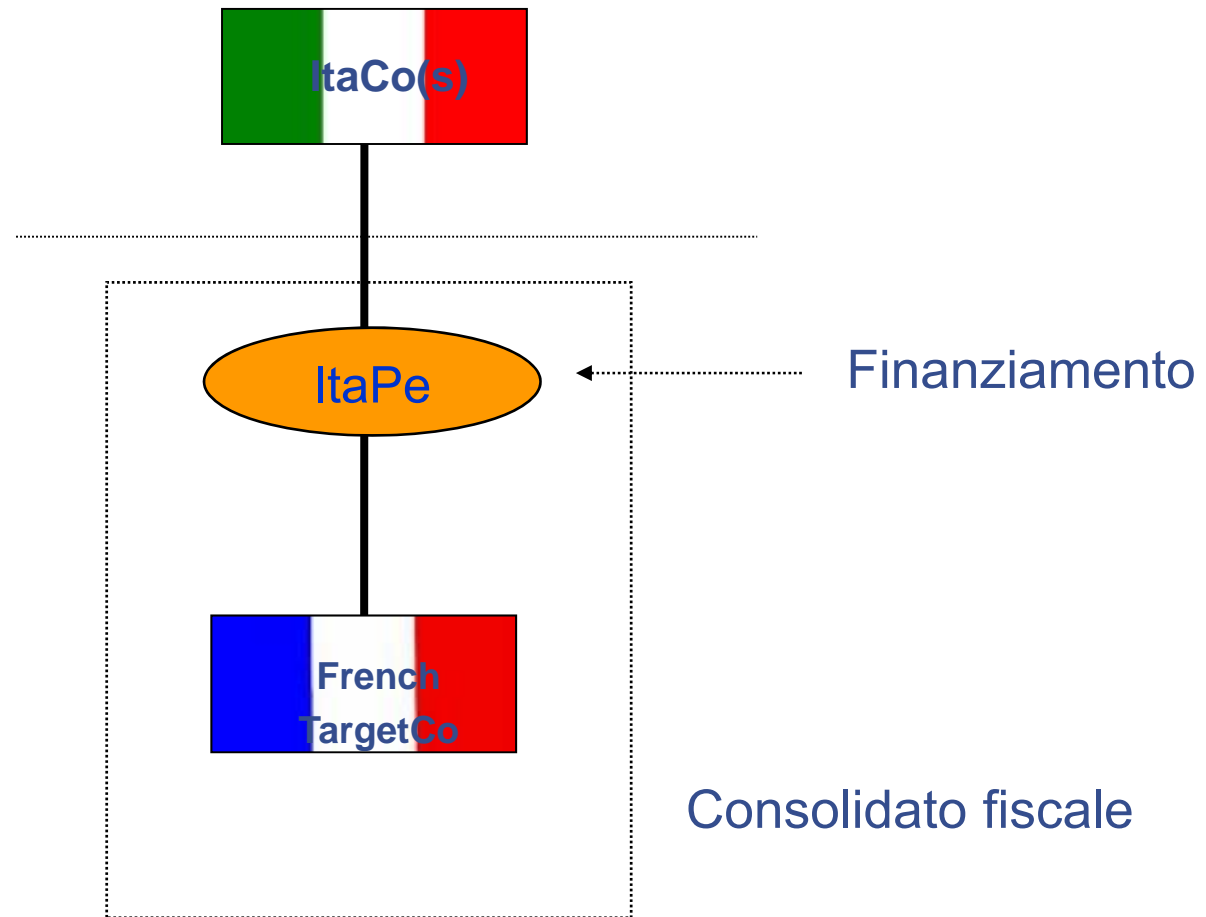 ItaCo(s)
ItaPe
Finanziamento
French
TargetCo
Consolidato fiscale